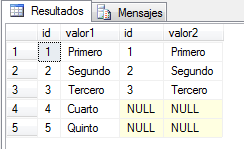 Resultados Mensajes
id valor1 id valor2
1 1 Primero 1 Primero
2 2 Segundo 2 Segundo
3 3 Tercero 3 Tercero
4 4 Cuarto NULL NULL
5 5 Quinto NULL NULL